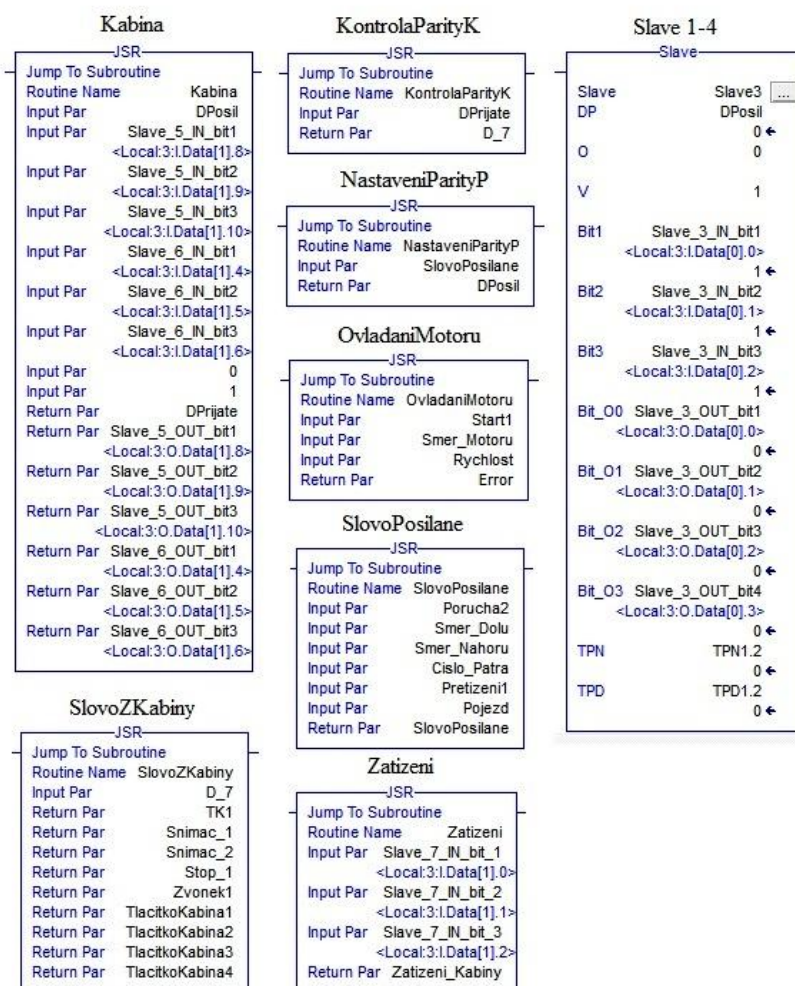 Kabina
JSR
Jump To Subroutine
Routine Name Kabina
Input Par DPosil
Input Par Slave_5_IN_bit1
<Local:3:I.Data[1].8>
Input Par Slave_5_IN_bit2
<Local:3:I.Data[1].9>
Input Par Slave_5_IN_bit3
<Local:3:I.Data[1].10>
Input Par Slave_6_IN_bit1
<Local:3:I.Data[1].4>
Input Par Slave_6_IN_bit2
<Local:3:I.Data[1].5>
Input Par Slave_6_IN_bit3
<Local:3:I.Data[1].6>
Input Par 0
Input Par 1
Return Par DPrijate
Return Par Slave_5_OUT_bit1
<Local:3:O.Data[1].8>
Return Par Slave_5_OUT_bit2
<Local:3:O.Data[1].9>
Return Par Slave_5_OUT_bit3
<Local:3:O.Data[1].10>
Return Par Slave_6_OUT_bit1
<Local:3:O.Data[1].4>
Return Par Slave_6_OUT_bit2
<Local:3:O.Data[1].5>
Return Par Slave_6_OUT_bit3
<Local:3:O.Data[1].6>
SlovoZKabiny
JSR
Jump To Subroutine
Routine Name SlovoZKabiny
Input Par D_7
Return Par TK1
Return Par Snimac_1
Return Par Snimac_2
Return Par Stop_1
Return Par Zvonek1
Return Par TlacitkoKabina1
Return Par TlacitkoKabina2
Return Par TlacitkoKabina3
Return Par TlacitkoKabina4
KontrolaParityK
JSR
Jump To Subroutine
Routine Name KontrolaParityK
Input Par DPrijate
Return Par D_7
NastaveniParityP
JSR
Jump To Subroutine
Routine Name NastaveniParityP
Input Par SlovoPosilane
Return Par DPosil
OvladaniMotoru
JSR
Jump To Subroutine
Routine Name OvladaniMotoru
Input Par Start1
Input Par Smer_Motoru
Input Par Rychlost
Return Par Error
SlovoPosilane
JSR
Jump To Subroutine
Routine Name SlovoPosilane
Input Par Porucha2
Input Par Smer_Dolu
Input Par Smer_Nahoru
Input Par Cislo_Patra
Input Par Pretizeni1
Input Par Pojezd
Return Par SlovoPosilane
Zatizeni
JSR
Jump To Subroutine
Routine Name Zatizeni
Input Par Slave_7_IN_bit_1
<Local:3:I.Data[1].0>
Input Par Slave_7_IN_bit_2
<Local:3:I.Data[1].1>
Input Par Slave_7_IN_bit_3
<Local:3:I.Data[1].2>
Return Par Zatizeni_Kabiny
Slave 1-4
Slave
Slave Slave3 ...
DP DPosil
0 ←
O 0
V 1
Bit1 Slave_3_IN_bit1
<Local:3:I.Data[0].0>
1 ←
Bit2 Slave_3_IN_bit2
<Local:3:I.Data[0].1>
1 ←
Bit3 Slave_3_IN_bit3
<Local:3:I.Data[0].2>
1 ←
Bit_O0 Slave_3_OUT_bit1
<Local:3:O.Data[0].0>
0 ←
Bit_O1 Slave_3_OUT_bit2
<Local:3:O.Data[0].1>
0 ←
Bit_O2 Slave_3_OUT_bit3
<Local:3:O.Data[0].2>
0 ←
Bit_O3 Slave_3_OUT_bit4
<Local:3:O.Data[0].3>
0 ←
TPN TPN1.2
0 ←
TPD TPD1.2
0 ←